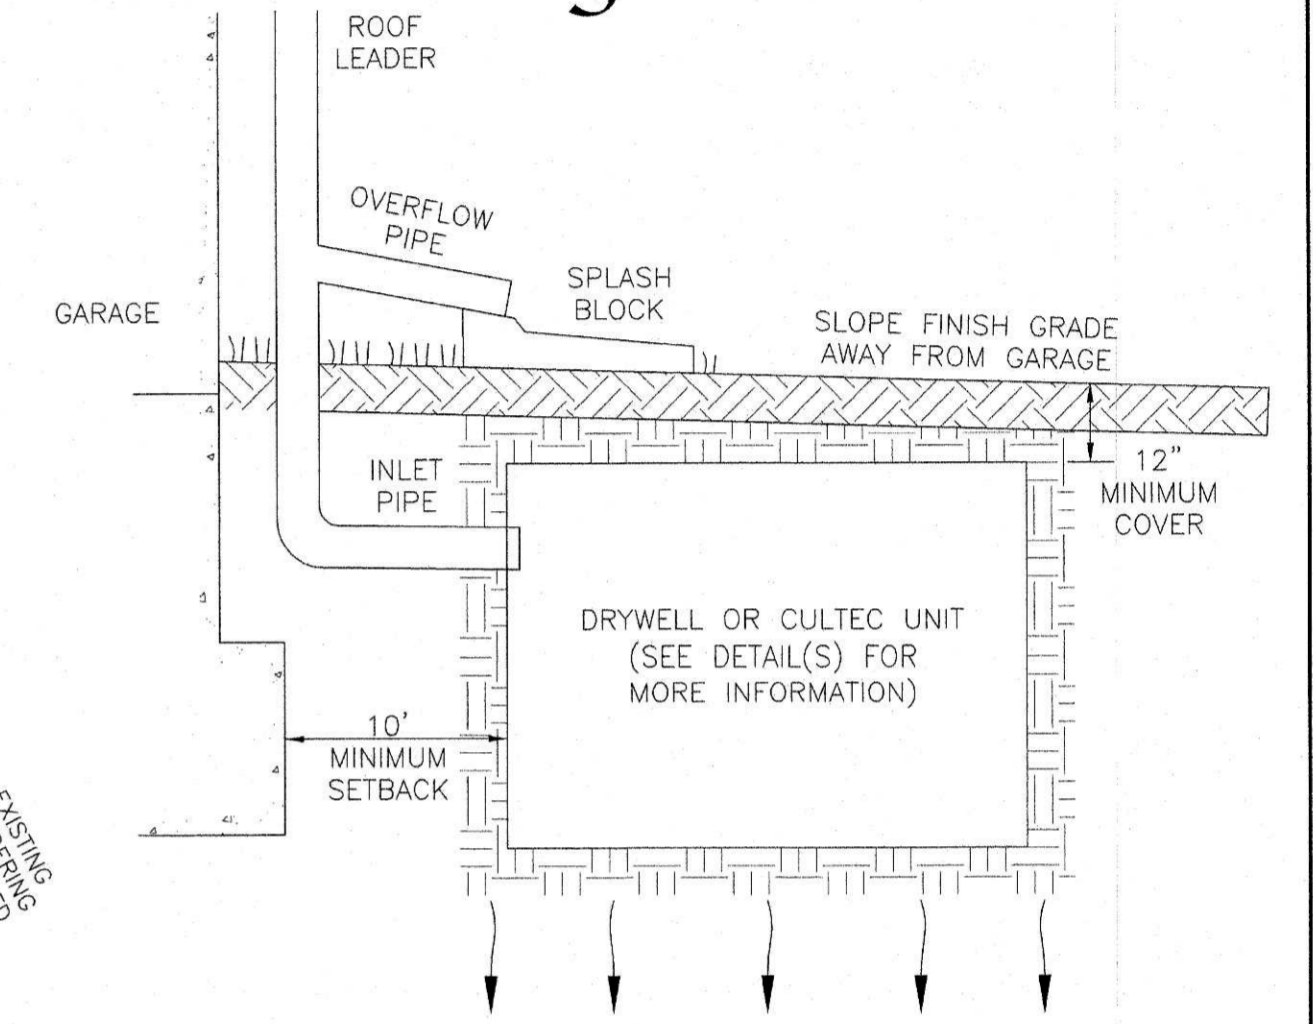 ROOF
LEADER
OVERFLOW
PIPE
SPLASH
BLOCK
GARAGE
SLOPE FINISH GRADE
AWAY FROM GARAGE
INLET
PIPE
12"
MINIMUM
COVER
DRYWELL OR CULTEC UNIT
(SEE DETAIL(S) FOR
MORE INFORMATION)
10'
MINIMUM
SETBACK
EXISTING